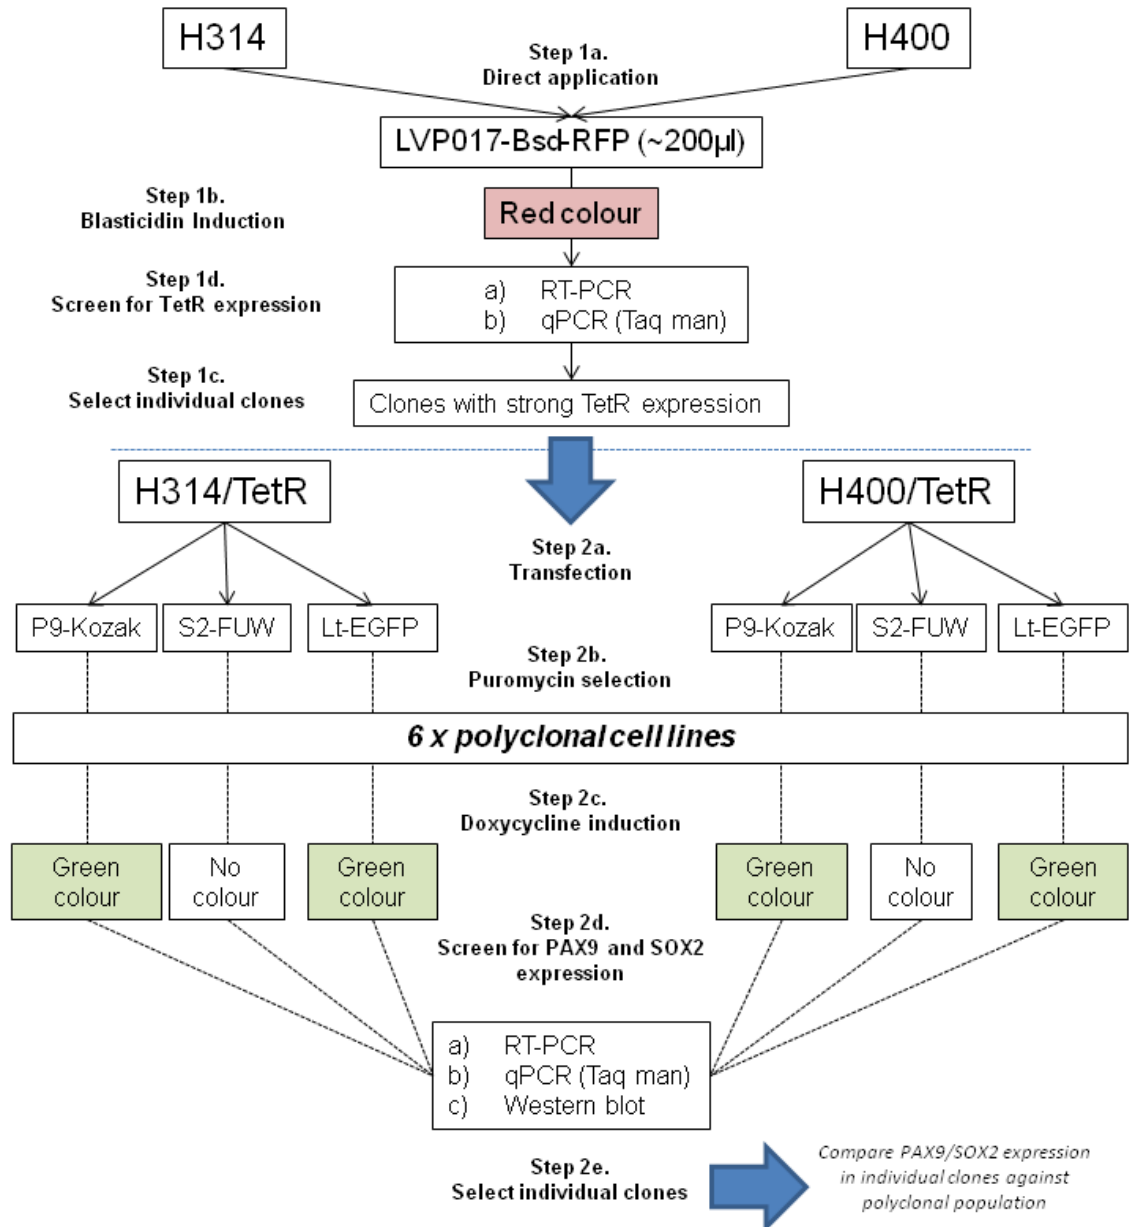 H314
H400
Step 1a.
Direct application
LVP017-Bsd-RFP (~200µl)
Step 1b.
Blasticidin Induction
Red colour
Step 1d.
Screen for TetR expression
a) RT-PCR
b) qPCR (Taq man)
Step 1c.
Select individual clones
Clones with strong TetR expression
H314/TetR
H400/TetR
Step 2a.
Transfection
P9-Kozak
S2-FUW
Lt-EGFP
P9-Kozak
S2-FUW
Lt-EGFP
Step 2b.
Puromycin selection
6 x polyclonal cell lines
Step 2c.
Doxycycline induction
Green
colour
No
colour
Green
colour
Green
colour
No
colour
Green
colour
Step 2d.
Screen for PAX9 and SOX2
expression
a) RT-PCR
b) qPCR (Taq man)
c) Western blot
Step 2e.
Select individual clones
Compare PAX9/SOX2 expression
in individual clones against
polyclonal population